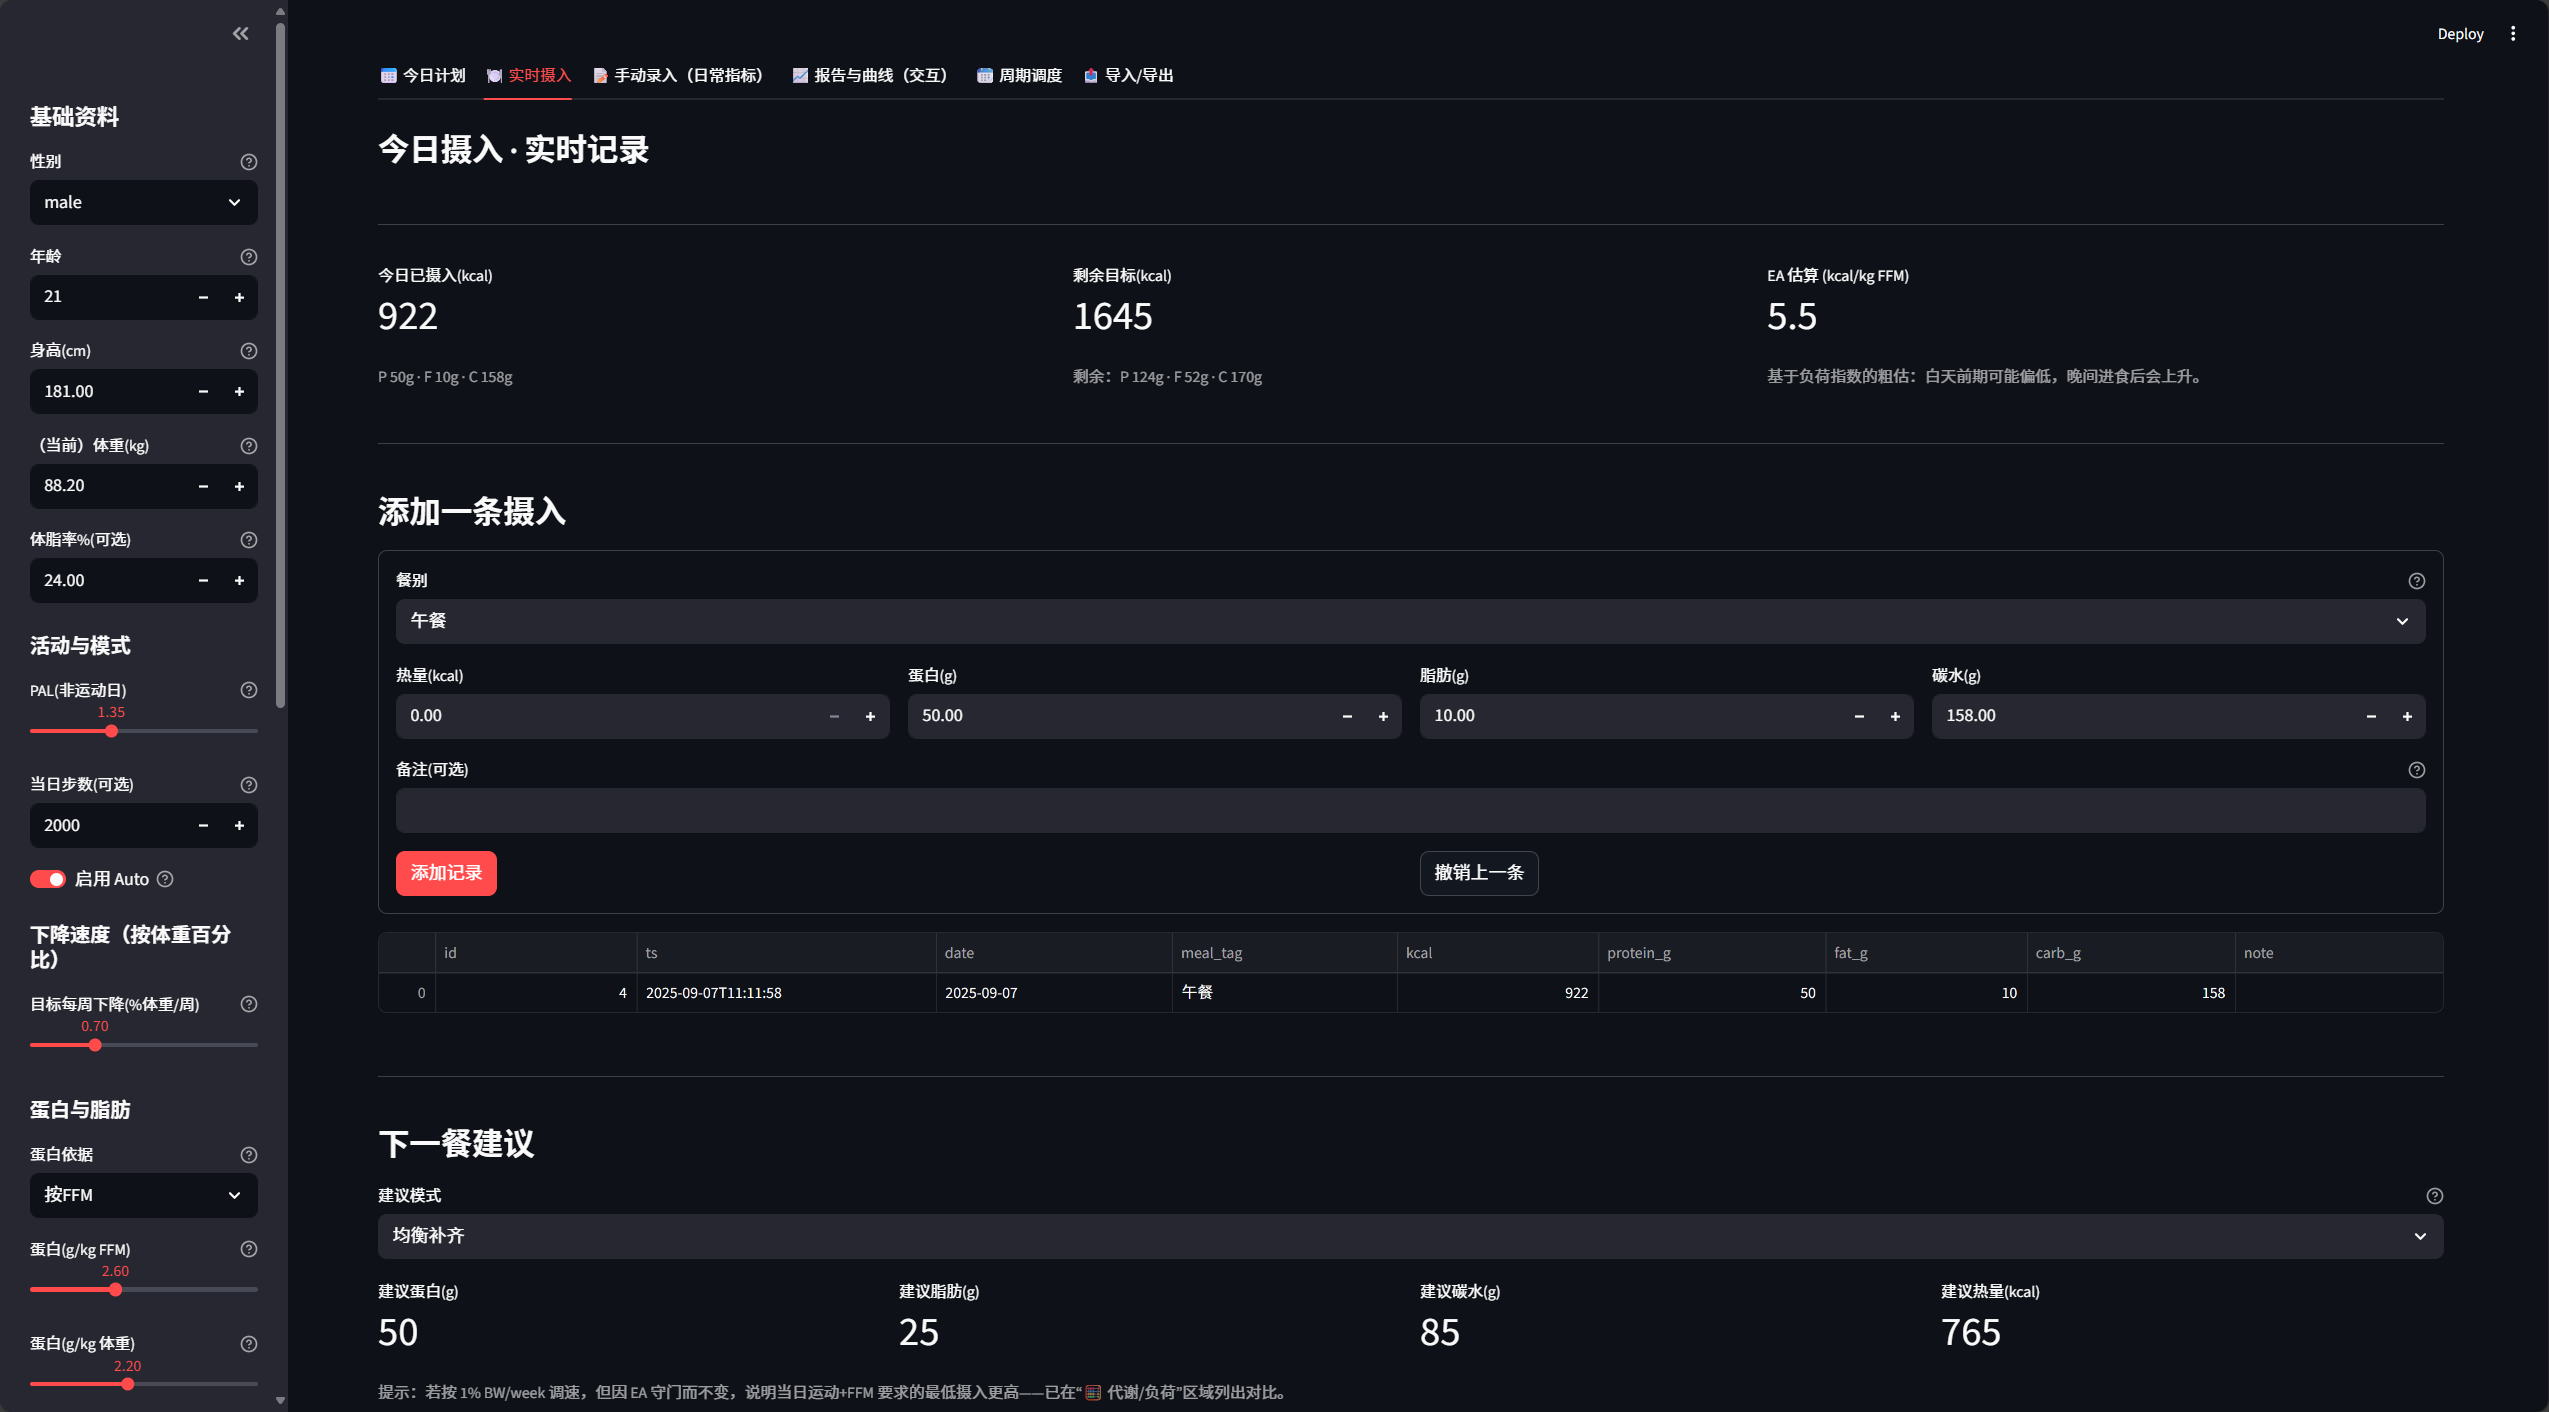 基础资料
性别
male
年龄
21
身高(cm)
181.00
（当前）体重(kg)
88.20
体脂率%(可选)
24.00
活动与模式
PAL(非运动日)
1.35
当日步数(可选)
2000
启用 Auto
下降速度（按体重百分
比）
目标每周下降(%体重/周)
0.70
蛋白与脂肪
蛋白依据
按FFM
蛋白(g/kg FFM)
2.60
蛋白(g/kg 体重)
2.20
Deploy
今日计划 实时摄入 手动录入（日常指标） 报告与曲线（交互） 周期调度 导入/导出
今日摄入 · 实时记录
今日已摄入(kcal) 剩余目标(kcal) EA 估算 (kcal/kg FFM)
922 1645 5.5
P 50g · F 10g · C 158g 剩余：P 124g · F 52g · C 170g 基于负荷指数的粗估：白天前期可能偏低，晚间进食后会上升。
添加一条摄入
餐别
午餐
热量(kcal) 蛋白(g) 脂肪(g) 碳水(g)
0.00 50.00 10.00 158.00
备注(可选)
添加记录 撤销上一条
id ts date meal_tag kcal protein_g fat_g carb_g note
0 4 2025-09-07T11:11:58 2025-09-07 午餐 922 50 10 158
下一餐建议
建议模式
均衡补齐
建议蛋白(g) 建议脂肪(g) 建议碳水(g) 建议热量(kcal)
50 25 85 765
提示：若按 1% BW/week 调速，但因 EA 守门而不变，说明当日运动+FFM 要求的最低摄入更高——已在“🧮 代谢/负荷”区域列出对比。